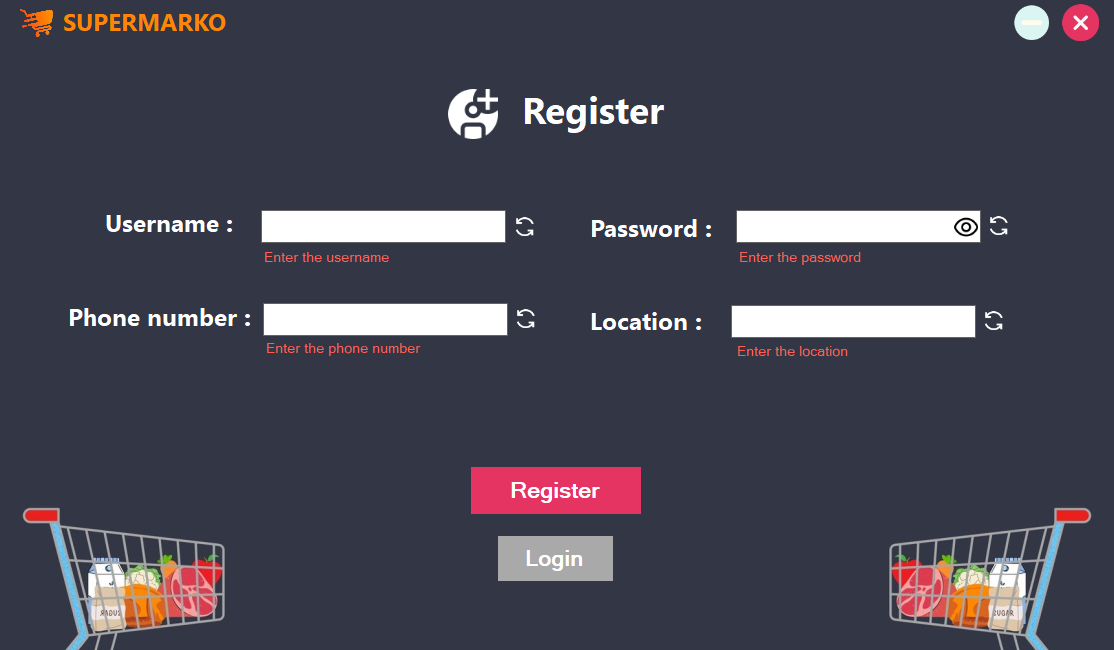 SUPERMARKO
Register
Username :
Password :
Enter the username
Enter the password
Phone number :
Location :
Enter the phone number
Enter the location
Register
Login